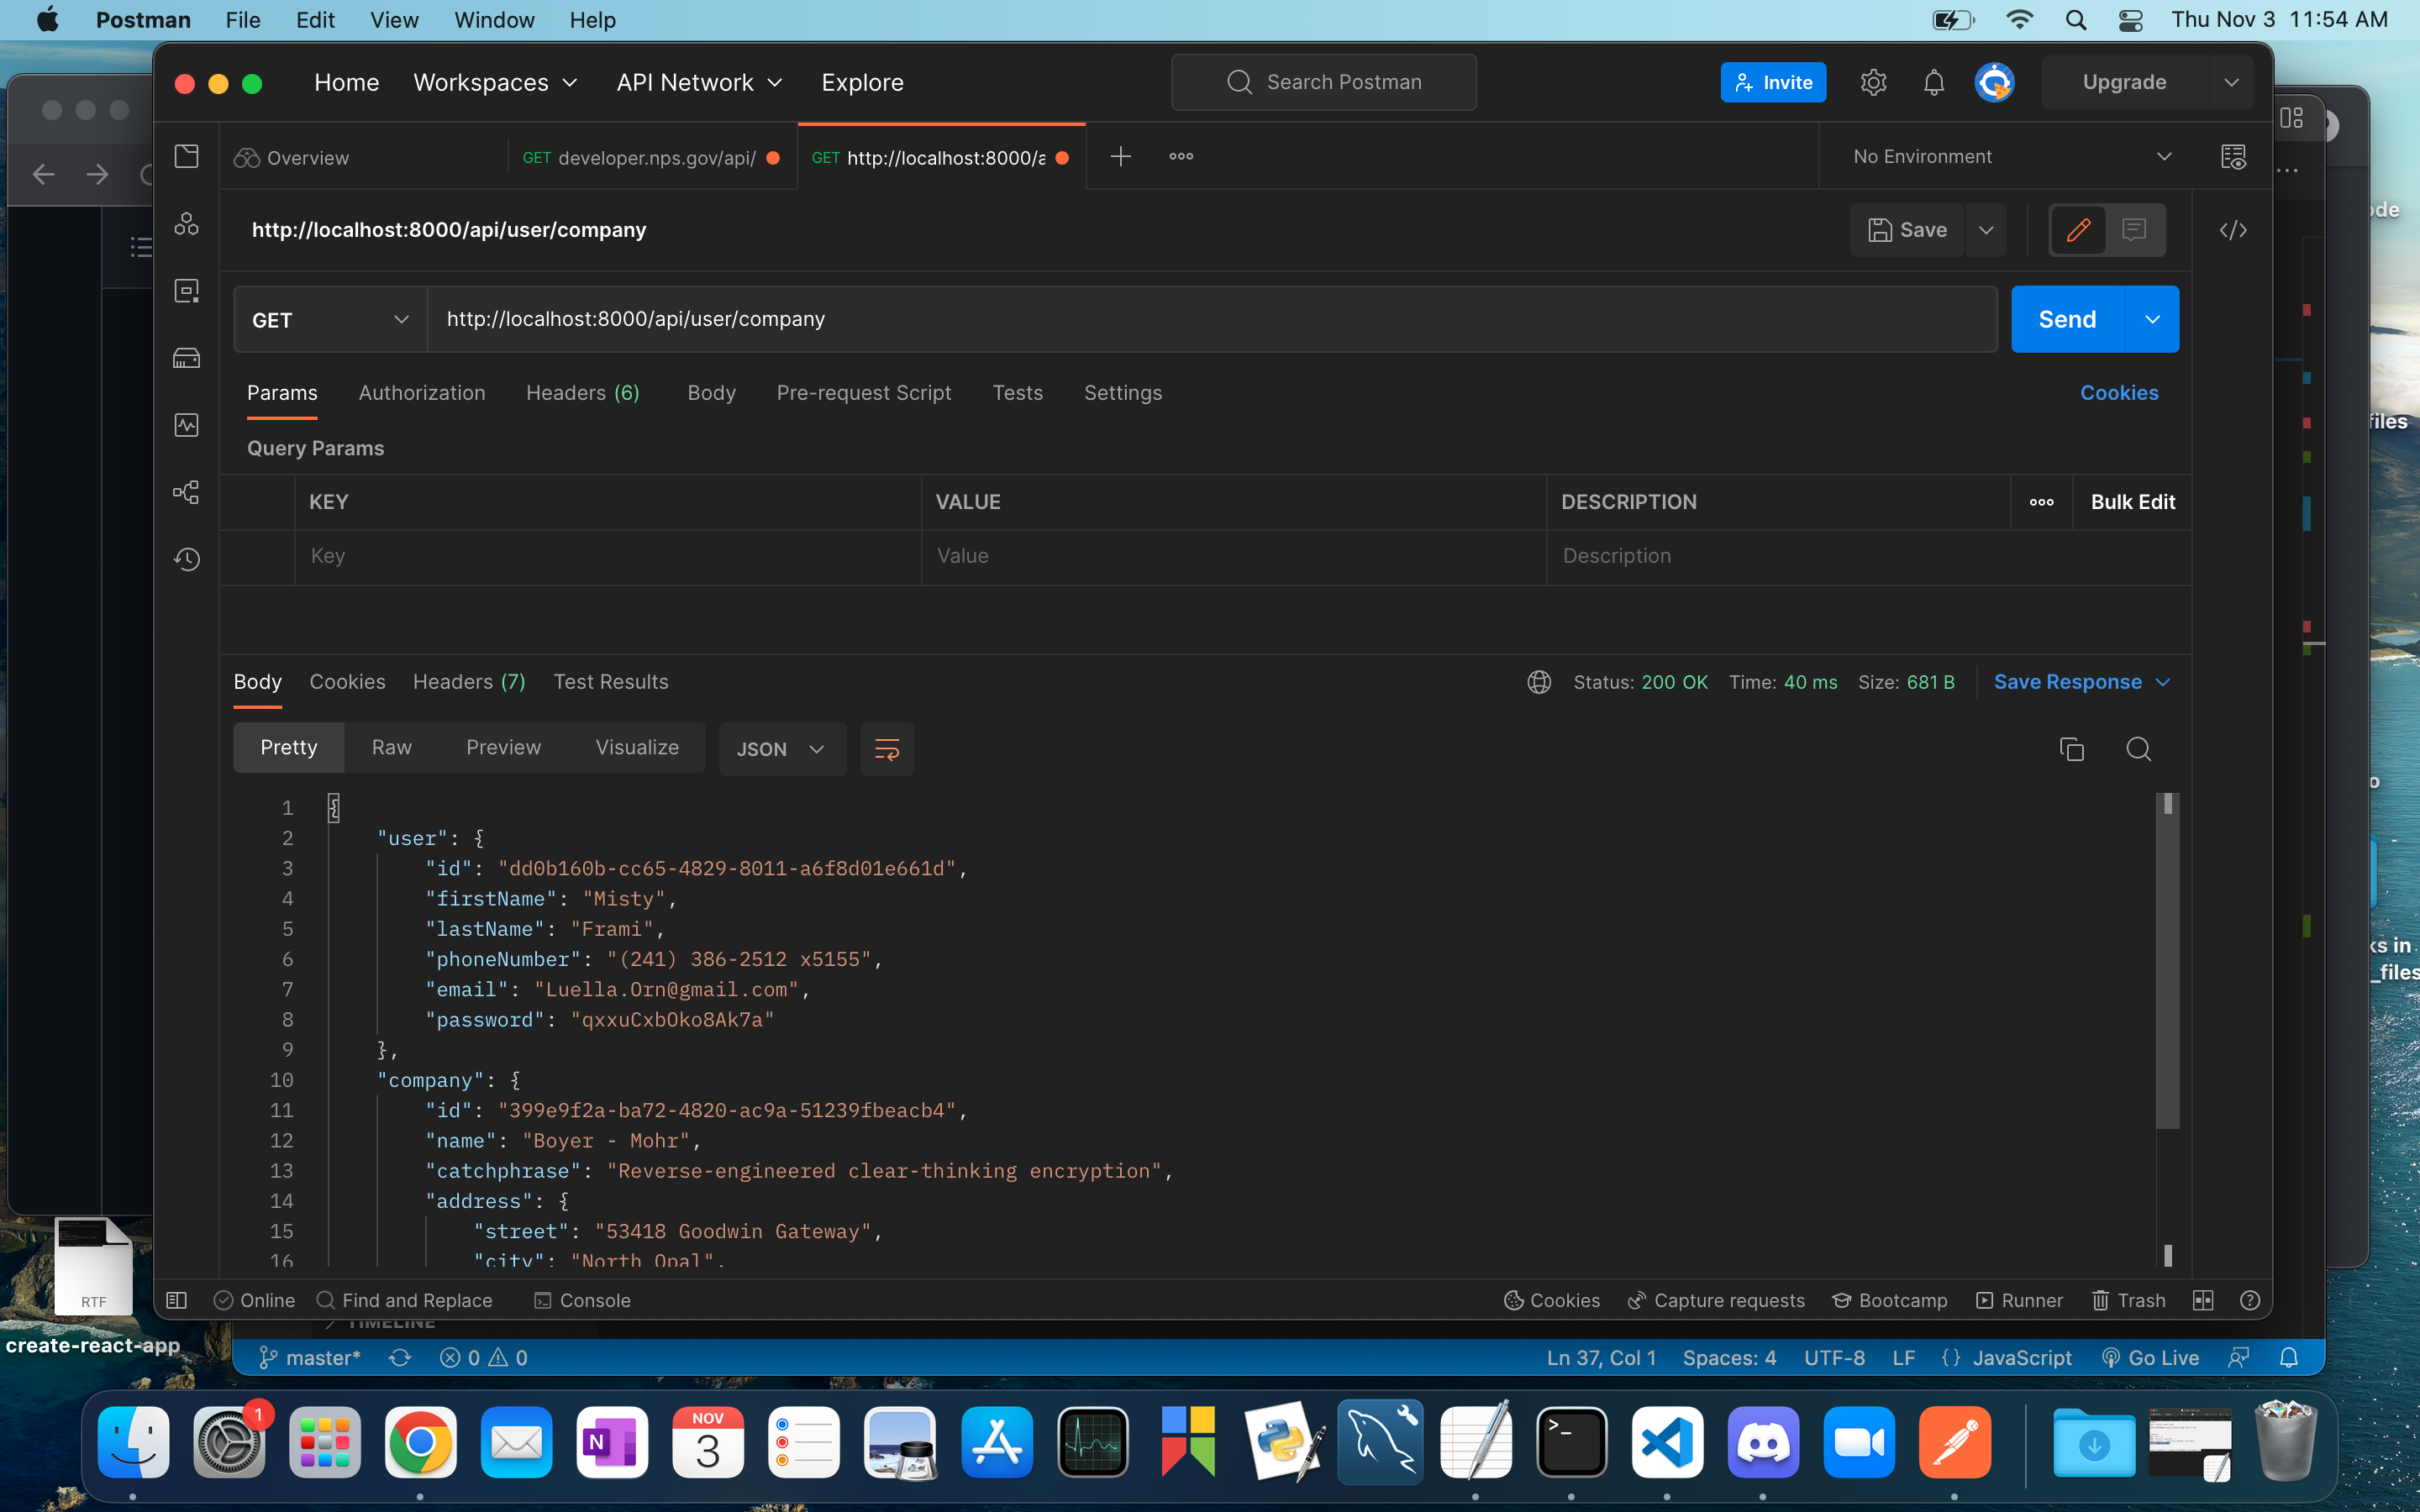 Postman File Edit View Window Help
Thu Nov 3 11:54 AM
Home Workspaces API Network Explore
Search Postman
Invite
Upgrade
Overview
GET developer.nps.gov/api/
GET http://localhost:8000/a
No Environment
http://localhost:8000/api/user/company
Save
GET http://localhost:8000/api/user/company
Send
Params Authorization Headers (6) Body Pre-request Script Tests Settings
Cookies
Query Params
KEY VALUE DESCRIPTION
Bulk Edit
Key Value Description
Body Cookies Headers (7) Test Results
Status: 200 OK Time: 40 ms Size: 681 B
Save Response
Pretty Raw Preview Visualize JSON
1 {
2 "user": {
3 "id": "dd0b160b-cc65-4829-8011-a6f8d01e661d",
4 "firstName": "Misty",
5 "lastName": "Frami",
6 "phoneNumber": "(241) 386-2512 x5155",
7 "email": "Luella.Orn@gmail.com",
8 "password": "qxxuCxbOko8Ak7a"
9 },
10 "company": {
11 "id": "399e9f2a-ba72-4820-ac9a-51239fbeacb4",
12 "name": "Boyer - Mohr",
13 "catchphrase": "Reverse-engineered clear-thinking encryption",
14 "address": {
15 "street": "53418 Goodwin Gateway",
16 "city": "North Opal",
Online Find and Replace Console
Cookies Capture requests Bootcamp Runner Trash
TIMELINE
RTF
create-react-app
master* 0 0
Ln 37, Col 1 Spaces: 4 UTF-8 LF {} JavaScript Go Live
ks in
_files
1
N
NOV
3